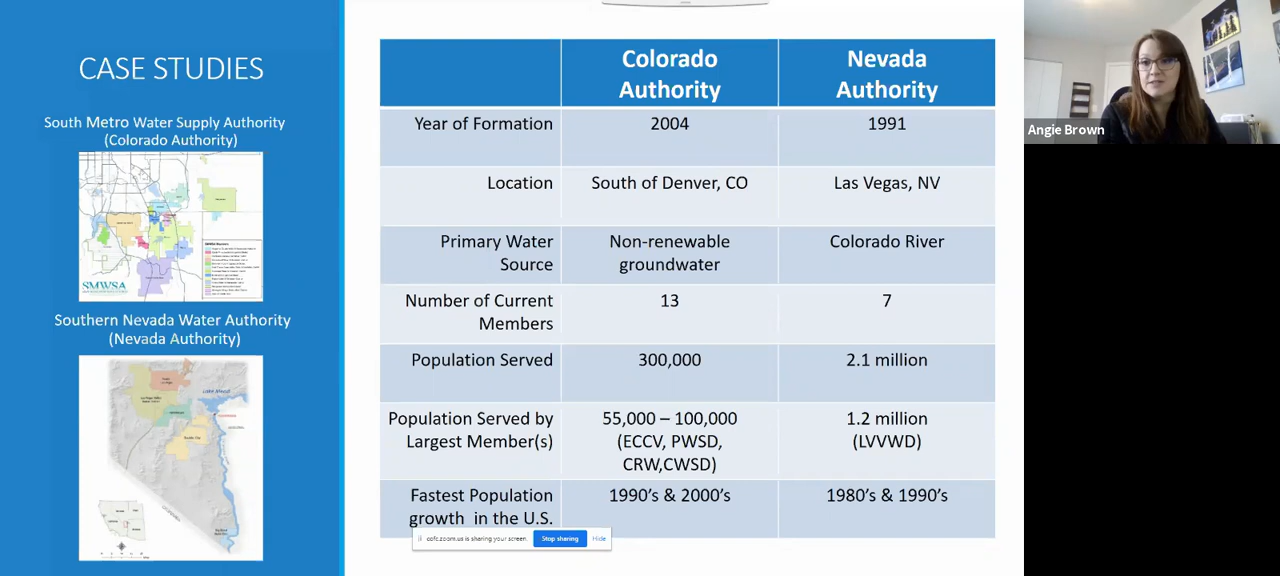 CASE STUDIES
South Metro Water Supply Authority
(Colorado Authority)
SMWSA
Southern Nevada Water Authority
(Nevada Authority)
Lake Mead
Colorado Authority
Nevada Authority
Year of Formation 2004 1991
Location South of Denver, CO Las Vegas, NV
Primary Water Source Non-renewable groundwater Colorado River
Number of Current Members 13 7
Population Served 300,000 2.1 million
Population Served by Largest Member(s) 55,000 – 100,000 (ECCV, PWSD, CRW,CWSD) 1.2 million (LVVWD)
Fastest Population growth in the U.S. 1990's & 2000's 1980's & 1990's
cofc.zoom.us is sharing your screen. Stop sharing Hide
Angie Brown